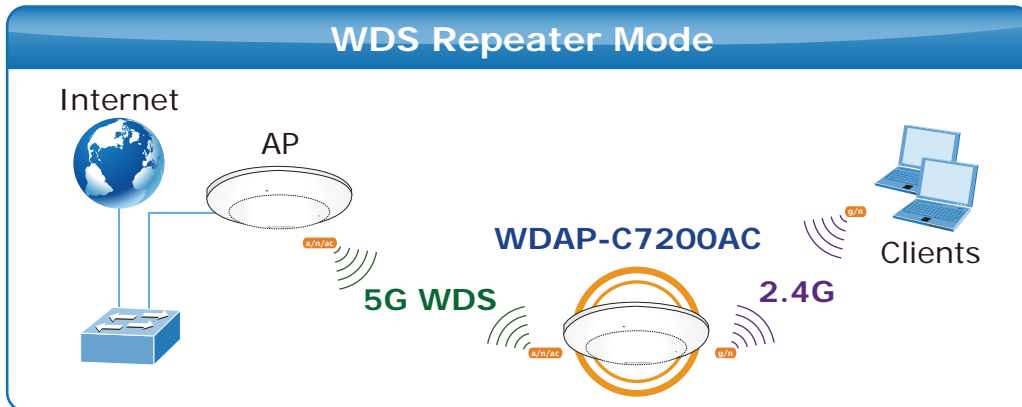 WDS Repeater Mode
Internet
AP
a/n/ac
5G WDS
a/n/ac
WDAP-C7200AC
g/n
2.4G
g/n
Clients